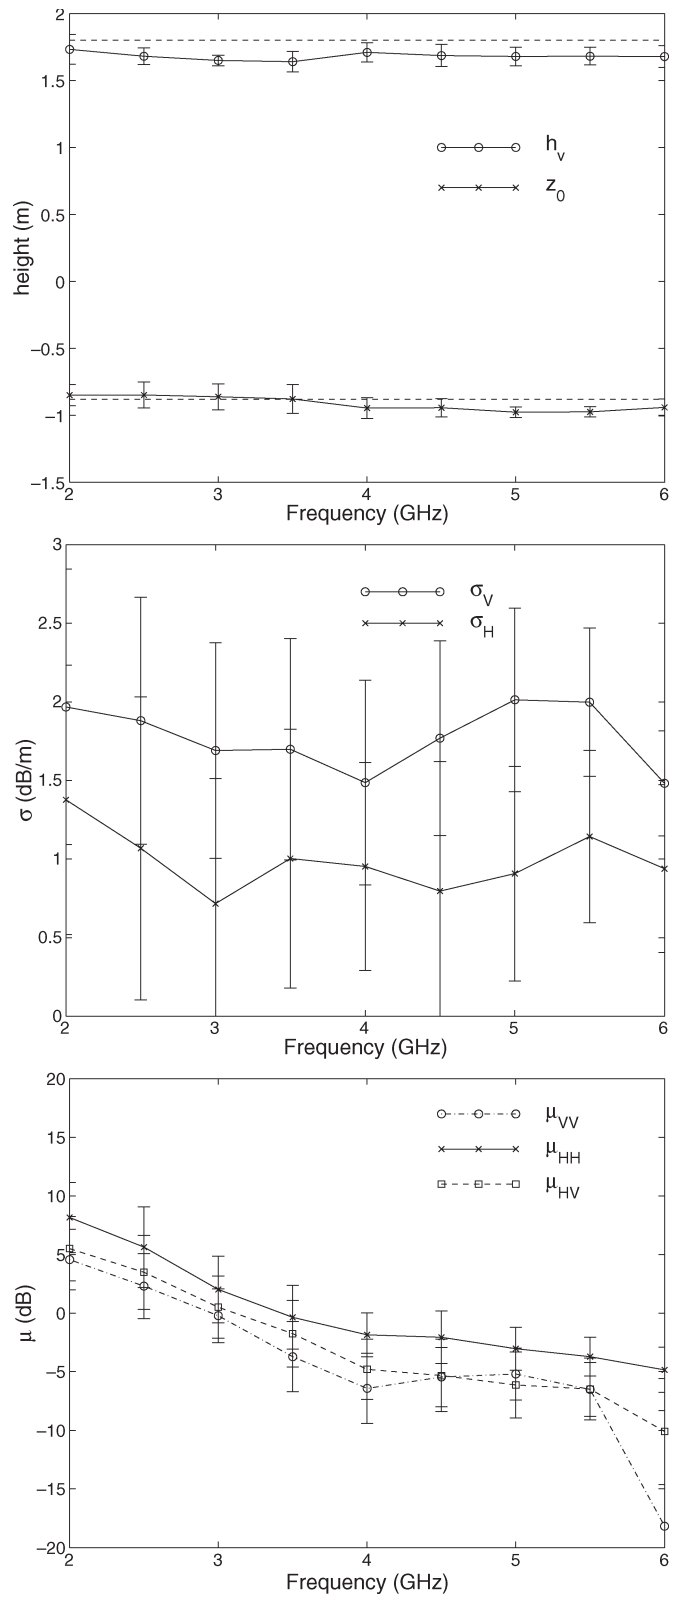 2
1.5
1
0.5
0
−0.5
−1
−1.5
height (m)
h_v
z_0
2 3 4 5 6
Frequency (GHz)
3
2.5
2
1.5
1
0.5
0
σ (dB/m)
σ_V
σ_H
2 3 4 5 6
Frequency (GHz)
20
15
10
5
0
−5
−10
−15
−20
μ (dB)
μ_VV
μ_HH
μ_HV
2 3 4 5 6
Frequency (GHz)